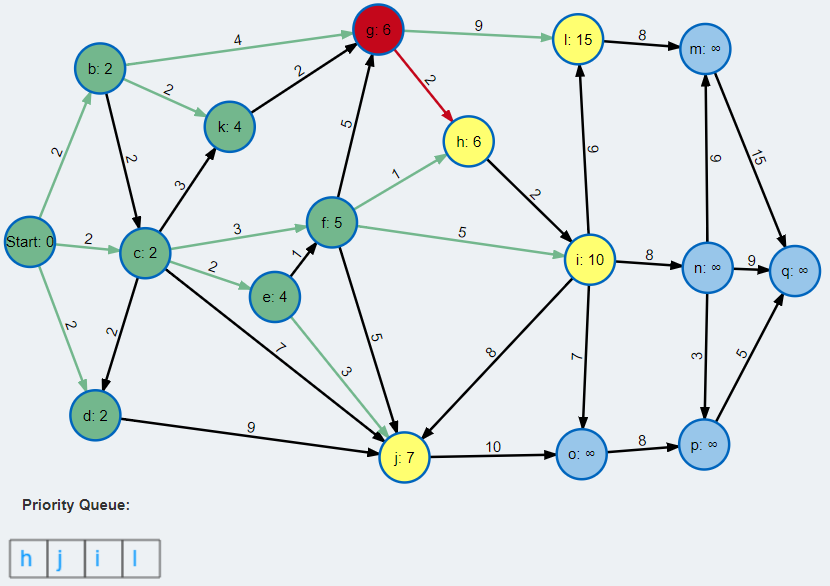 g: 6
9
l: 15
8
m: ∞
4
b: 2
2
2
2
k: 4
2
h: 6
5
1
2
2
3
6
6
15
Start: 0
2
c: 2
3
f: 5
5
i: 10
8
n: ∞
9
q: ∞
2
e: 4
1
2
2
7
3
5
8
7
3
5
d: 2
9
j: 7
10
o: ∞
8
p: ∞
Priority Queue:
h j i l